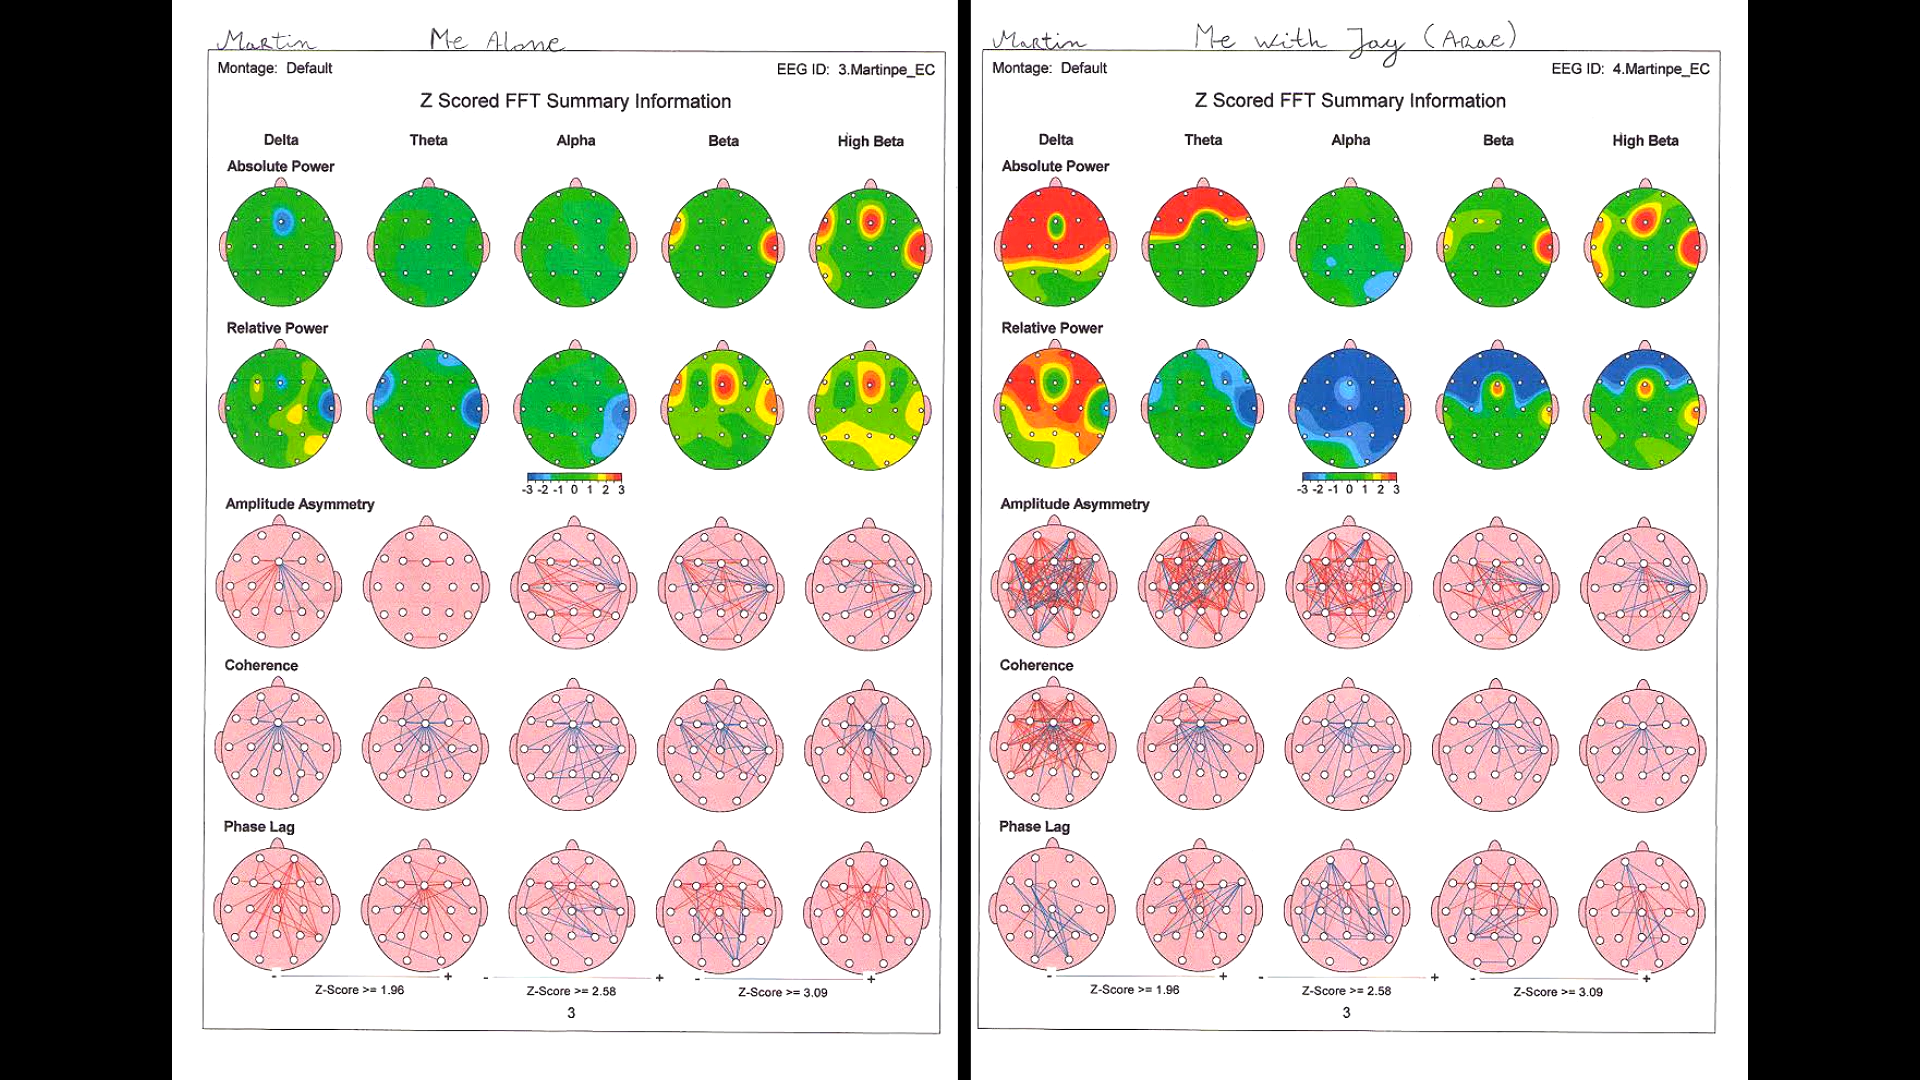 Martin Me Alone
Montage: Default EEG ID: 3.Martinpe_EC
Z Scored FFT Summary Information
Delta Theta Alpha Beta High Beta
Absolute Power
Relative Power
-3 -2 -1 0 1 2 3
Amplitude Asymmetry
Coherence
Phase Lag
- + - + - +
Z-Score >= 1.96 Z-Score >= 2.58 Z-Score >= 3.09
3
Martin Me with Jay (Arae)
Montage: Default EEG ID: 4.Martinpe_EC
Z Scored FFT Summary Information
Delta Theta Alpha Beta High Beta
Absolute Power
Relative Power
-3 -2 -1 0 1 2 3
Amplitude Asymmetry
Coherence
Phase Lag
- + - + - +
Z-Score >= 1.96 Z-Score >= 2.58 Z-Score >= 3.09
3